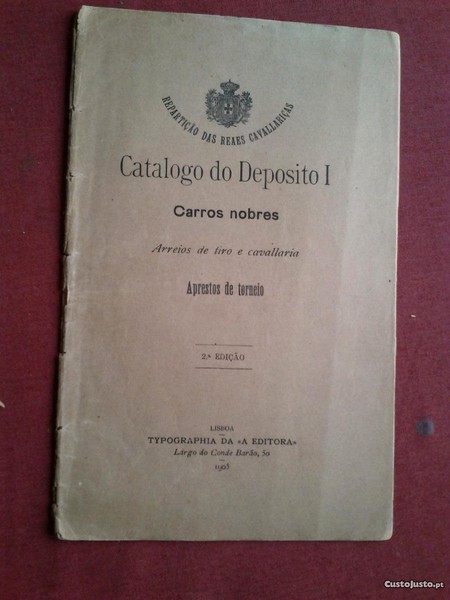 REPARTIÇÃO DAS REAES CAVALLARIÇAS
Catalogo do Deposito I
Carros nobres
Arreios de tiro e cavallaria
Aprestos de torneio
2.ª EDIÇÃO
LISBOA
TYPOGRAPHIA DA «A EDITORA»
Largo do Conde Barão, 50
1905
CustoJusto.pt